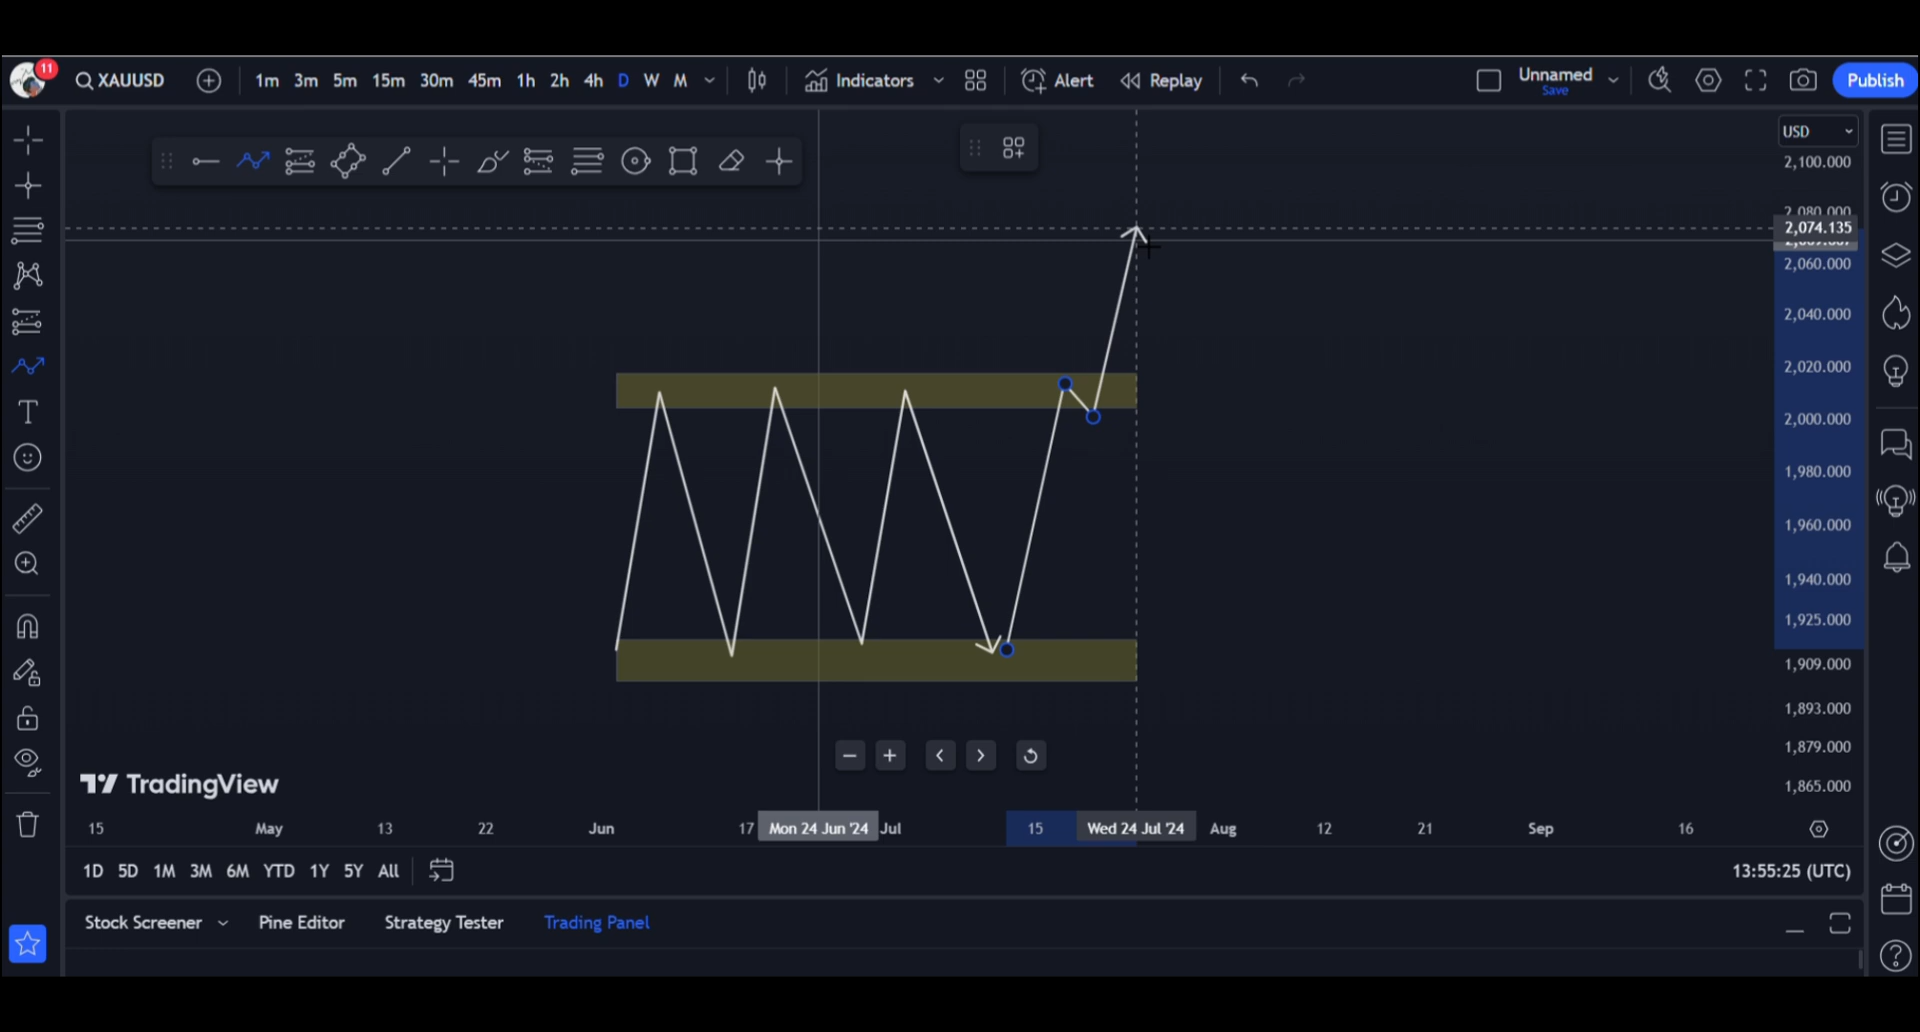 11
XAUUSD 1m 3m 5m 15m 30m 45m 1h 2h 4h D W M Indicators Alert Replay Unnamed Publish
Save
USD
2,100.000
2,080.000
2,074.135
2,060.000
2,040.000
2,020.000
2,000.000
1,980.000
1,960.000
1,940.000
1,925.000
1,909.000
1,893.000
1,879.000
1,865.000
TradingView
15 May 13 22 Jun 17 Mon 24 Jun '24 Jul 15 Wed 24 Jul '24 Aug 12 21 Sep 16
1D 5D 1M 3M 6M YTD 1Y 5Y All 13:55:25 (UTC)
Stock Screener Pine Editor Strategy Tester Trading Panel